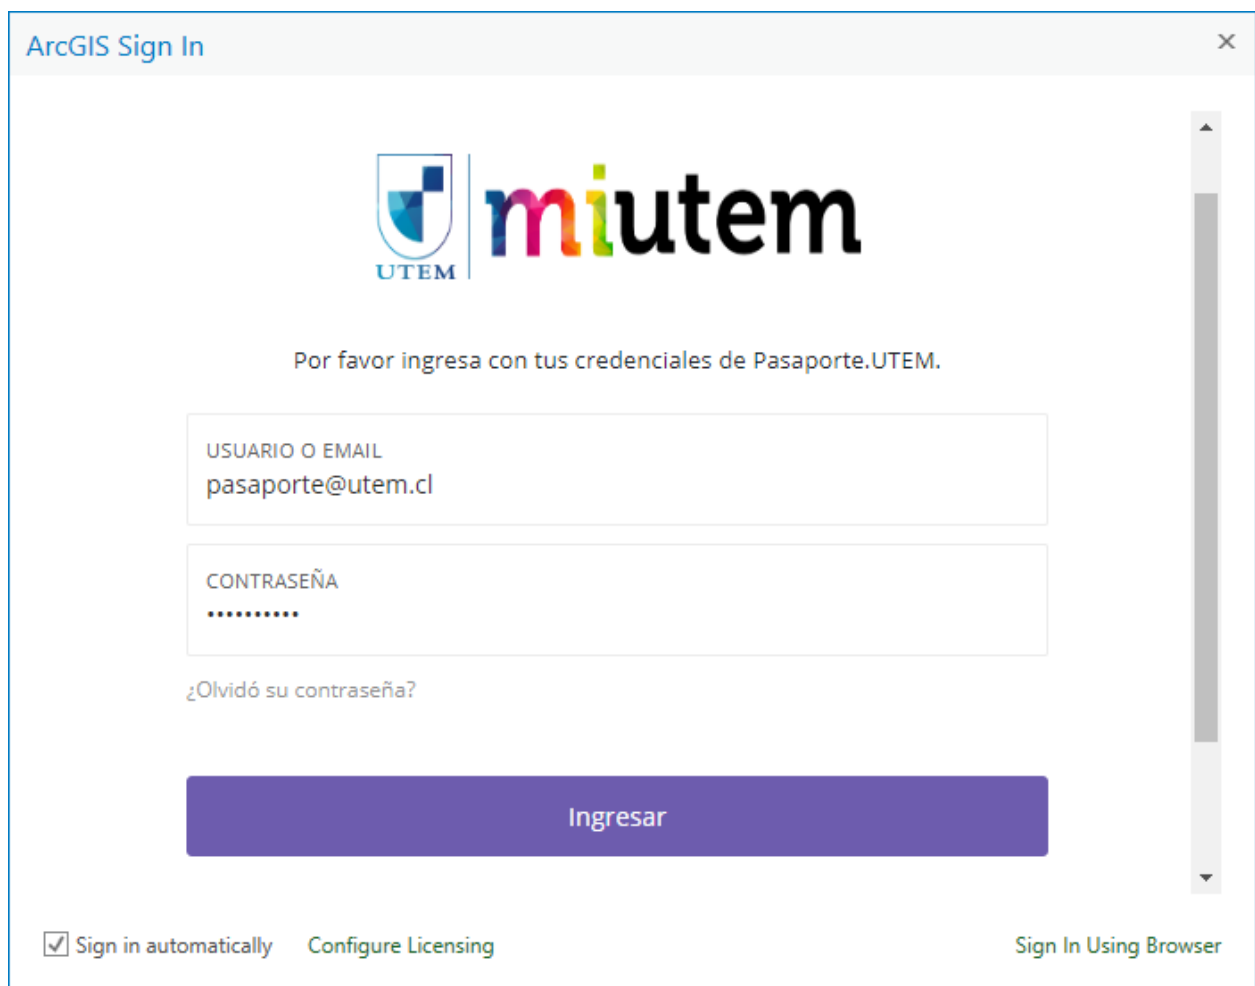 ArcGIS Sign In
UTEM
miutem
Por favor ingresa con tus credenciales de Pasaporte.UTEM.
USUARIO O EMAIL
pasaporte@utem.cl
CONTRASEÑA
••••••••••
¿Olvidó su contraseña?
Ingresar
Sign in automatically
Configure Licensing
Sign In Using Browser